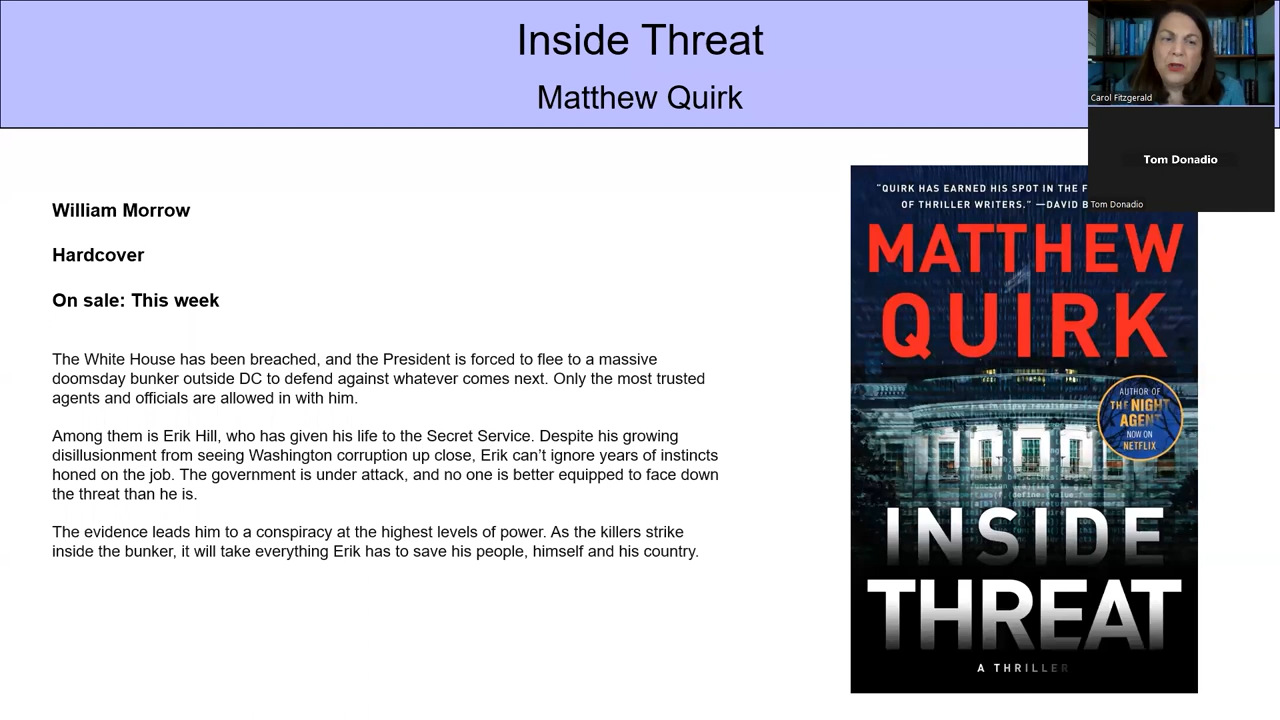 Inside Threat
Matthew Quirk
Carol Fitzgerald
Tom Donadio
Tom Donadio
William Morrow
Hardcover
On sale: This week
The White House has been breached, and the President is forced to flee to a massive
doomsday bunker outside DC to defend against whatever comes next. Only the most trusted
agents and officials are allowed in with him.
Among them is Erik Hill, who has given his life to the Secret Service. Despite his growing
disillusionment from seeing Washington corruption up close, Erik can’t ignore years of instincts
honed on the job. The government is under attack, and no one is better equipped to face down
the threat than he is.
The evidence leads him to a conspiracy at the highest levels of power. As the killers strike
inside the bunker, it will take everything Erik has to save his people, himself and his country.
"QUIRK HAS EARNED HIS SPOT IN THE
OF THRILLER WRITERS." —DAVID
MATTHEW
QUIRK
AUTHOR OF
THE NIGHT
AGENT
NOW ON
NETFLIX
INSIDE
THREAT
A THRILLER